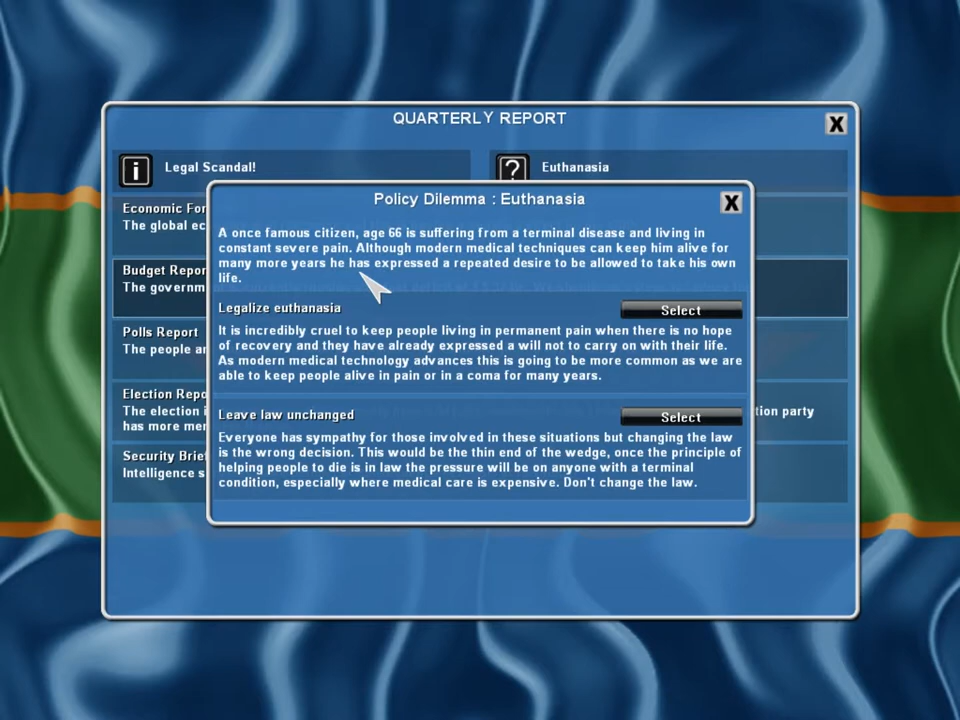 QUARTERLY REPORT
X
i Legal Scandal!
? Euthanasia
Economic
The global
Budget
The
Polls Report
The people
Election
The election
has more
Security
Intelligence
tion party
Policy Dilemma : Euthanasia
X
A once famous citizen, age 66 is suffering from a terminal disease and living in
constant severe pain. Although modern medical techniques can keep him alive for
many more years he has expressed a repeated desire to be allowed to take his own
life.
Legalize euthanasia
Select
It is incredibly cruel to keep people living in permanent pain when there is no hope
of recovery and they have already expressed a will not to carry on with their life.
As modern medical technology advances this is going to be more common as we are
able to keep people alive in pain or in a coma for many years.
Leave law unchanged
Select
Everyone has sympathy for those involved in these situations but changing the law
is the wrong decision. This would be the thin end of the wedge, once the principle of
helping people to die is in law the pressure will be on anyone with a terminal
condition, especially where medical care is expensive. Don't change the law.